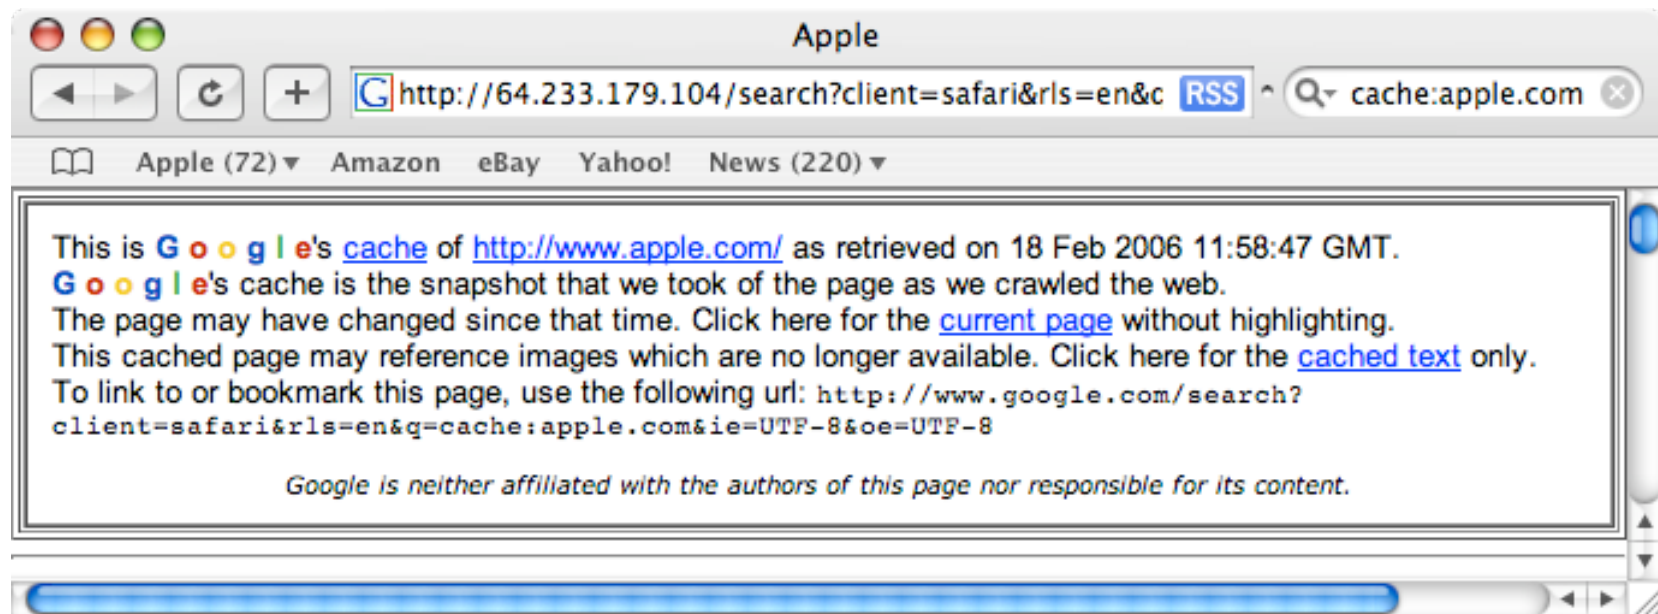 Apple
G http://64.233.179.104/search?client=safari&rls=en&c RSS cache:apple.com
Apple (72) Amazon eBay Yahoo! News (220)
This is Google's cache of http://www.apple.com/ as retrieved on 18 Feb 2006 11:58:47 GMT.
Google's cache is the snapshot that we took of the page as we crawled the web.
The page may have changed since that time. Click here for the current page without highlighting.
This cached page may reference images which are no longer available. Click here for the cached text only.
To link to or bookmark this page, use the following url: http://www.google.com/search?
client=safari&rls=en&q=cache:apple.com&ie=UTF-8&oe=UTF-8
Google is neither affiliated with the authors of this page nor responsible for its content.